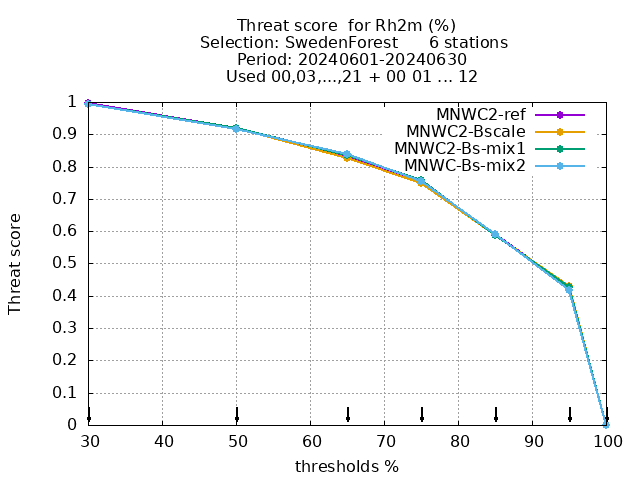 Threat score  for Rh2m (%)
Selection: SwedenForest      6 stations
Period: 20240601-20240630
Used 00,03,...,21 + 00 01 ... 12
MNWC2-ref
MNWC2-Bscale
MNWC2-Bs-mix1
MNWC-Bs-mix2
Threat score
1
0.9
0.8
0.7
0.6
0.5
0.4
0.3
0.2
0.1
0
30 40 50 60 70 80 90 100
thresholds %